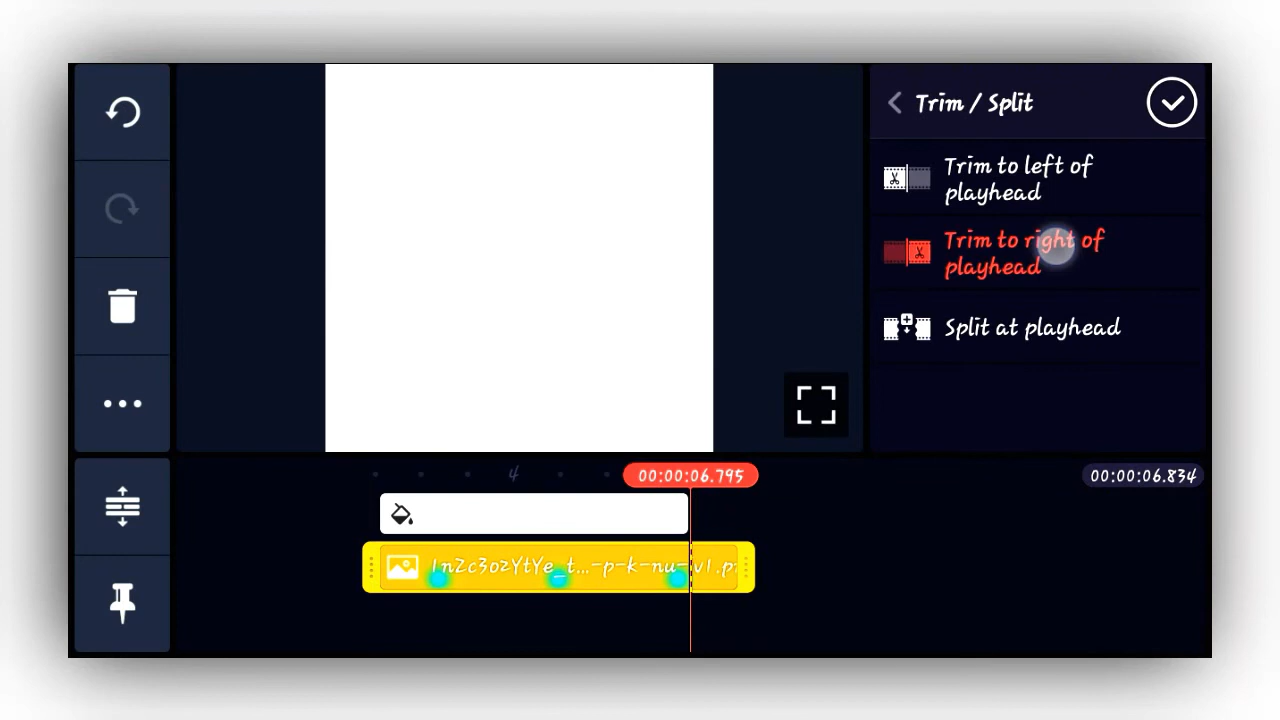 Trim / Split
Trim to left of
playhead
Trim to right of
playhead
Split at playhead
4
00:00:06.795
00:00:06.834